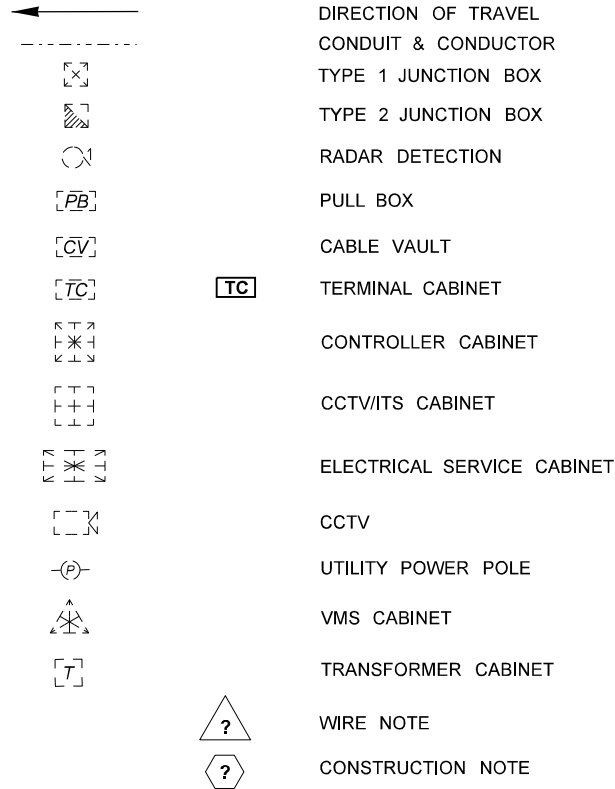 DIRECTION OF TRAVEL
CONDUIT & CONDUCTOR
TYPE 1 JUNCTION BOX
TYPE 2 JUNCTION BOX
1 RADAR DETECTION
PB PULL BOX
CV CABLE VAULT
TC TC TERMINAL CABINET
CONTROLLER CABINET
CCTV/ITS CABINET
ELECTRICAL SERVICE CABINET
CCTV
P UTILITY POWER POLE
VMS CABINET
T TRANSFORMER CABINET
? WIRE NOTE
? CONSTRUCTION NOTE